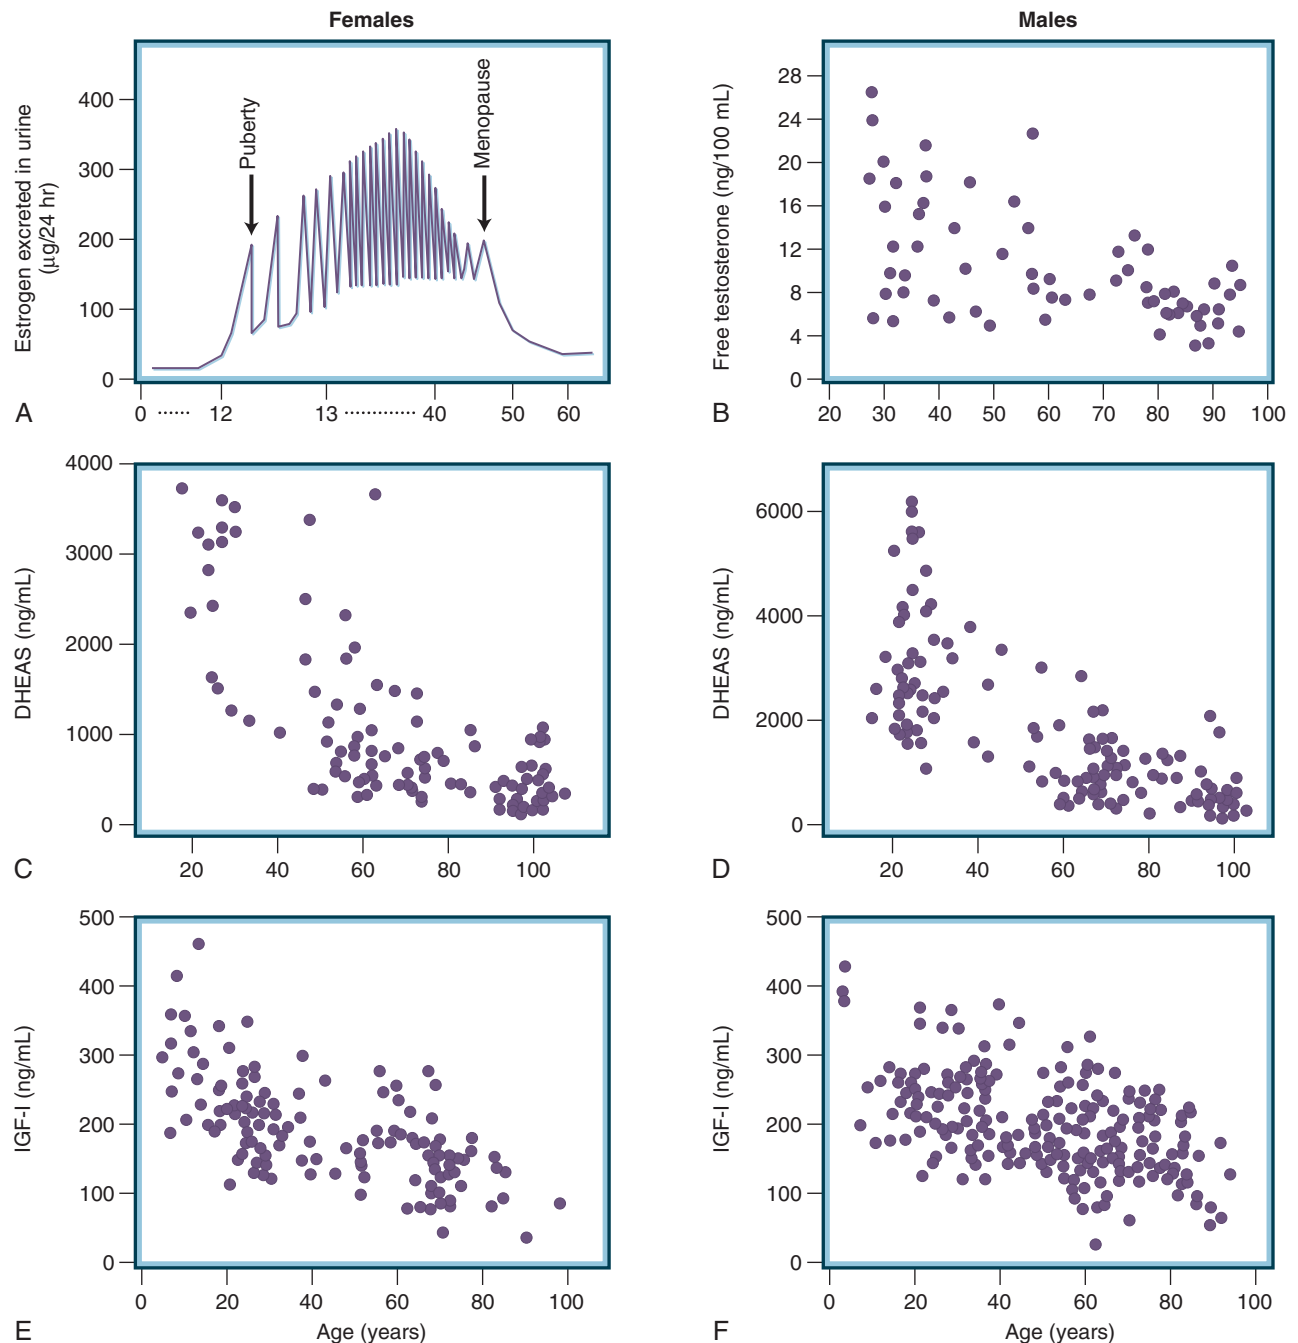 Females
Males
Estrogen excreted in urine
(μg/24 hr)
400
300
200
100
0
Puberty
Menopause
A
0 ...... 12 13 ............. 40 50 60
Free testosterone (ng/100 mL)
28
24
20
16
12
8
4
0
B
20 30 40 50 60 70 80 90 100
DHEAS (ng/mL)
4000
3000
2000
1000
0
C
20 40 60 80 100
DHEAS (ng/mL)
6000
4000
2000
0
D
20 40 60 80 100
IGF-I (ng/mL)
500
400
300
200
100
0
0 20 40 60 80 100
E
Age (years)
IGF-I (ng/mL)
500
400
300
200
100
0
0 20 40 60 80 100
F
Age (years)